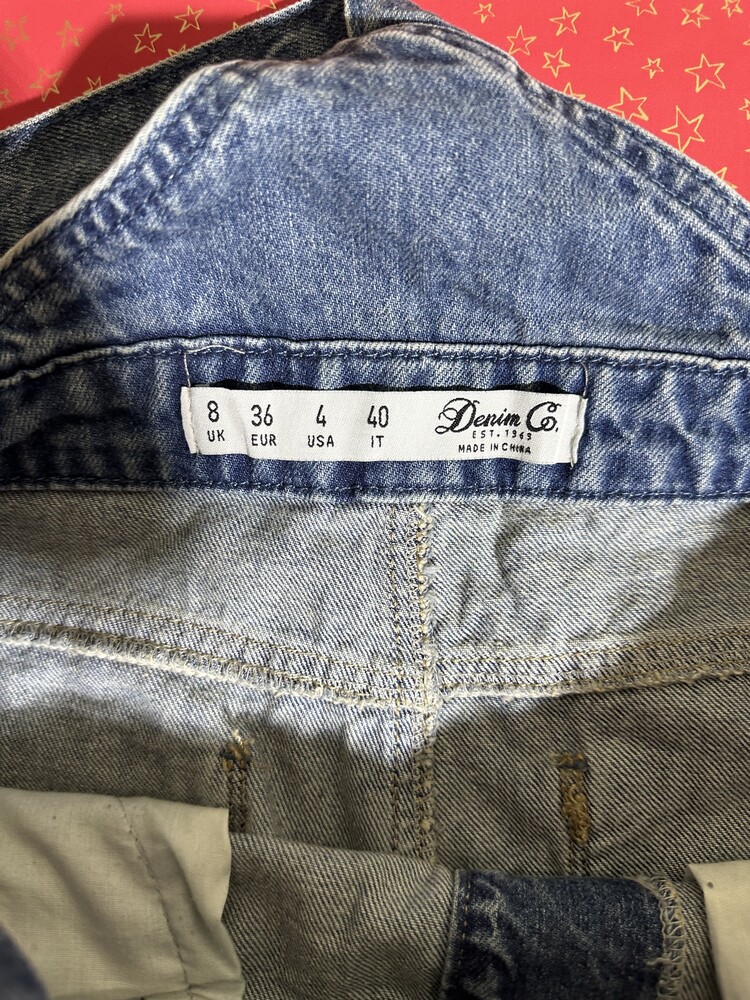 8 36 4 40
UK EUR USA IT
Denim Co.
EST. 1969
MADE IN CHINA